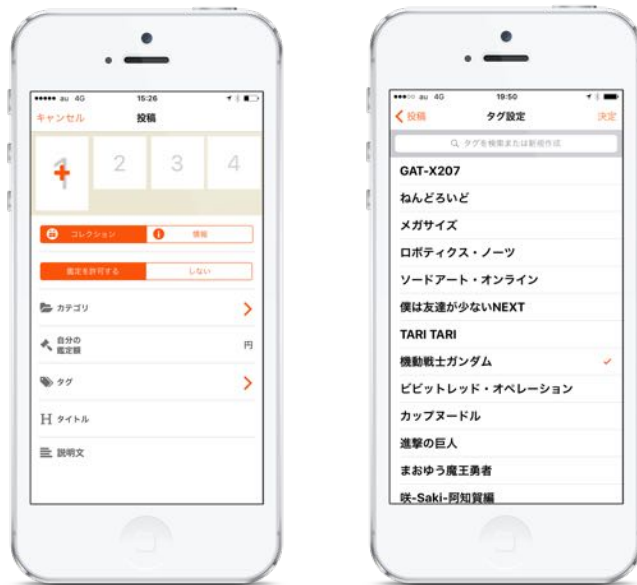 au 4G 15:26
キャンセル 投稿
1 2 3 4
コレクション 情報
鑑定を許可する しない
カテゴリ
自分の
鑑定額 円
タグ
H タイトル
説明文
au 4G 19:50
投稿 タグ設定 決定
タグを検索または新規作成
GAT-X207
ねんどろいど
メガサイズ
ロボティクス・ノーツ
ソードアート・オンライン
僕は友達が少ないNEXT
TARI TARI
機動戦士ガンダム
ビビットレッド・オペレーション
カップヌードル
進撃の巨人
まおゆう魔王勇者
咲-Saki-阿知賀編